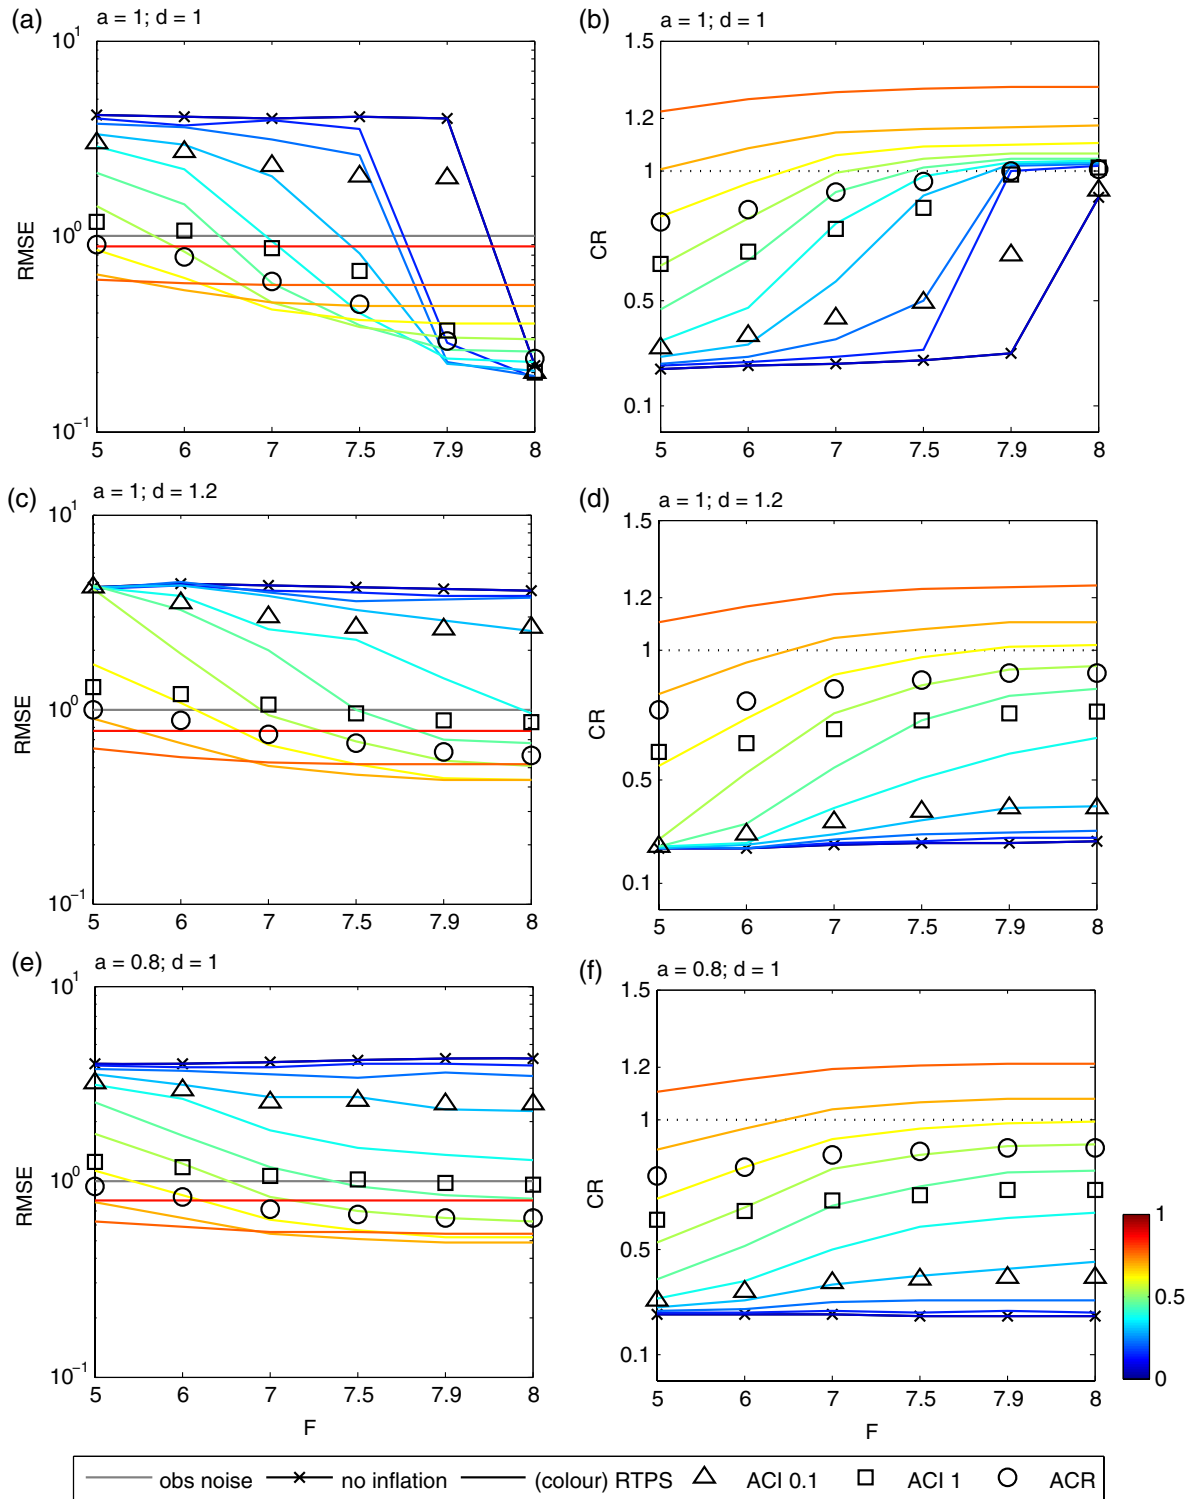 (a)
a = 1; d = 1
10^1
10^0
10^-1
RMSE
5 6 7 7.5 7.9 8
(b)
a = 1; d = 1
1.5
1.2
1
0.5
0.1
CR
5 6 7 7.5 7.9 8
(c)
a = 1; d = 1.2
10^1
10^0
10^-1
RMSE
5 6 7 7.5 7.9 8
(d)
a = 1; d = 1.2
1.5
1.2
1
0.5
0.1
CR
5 6 7 7.5 7.9 8
(e)
a = 0.8; d = 1
10^1
10^0
10^-1
RMSE
5 6 7 7.5 7.9 8
F
(f)
a = 0.8; d = 1
1.5
1.2
1
0.5
0.1
CR
5 6 7 7.5 7.9 8
F
1
0.5
0
obs noise no inflation (colour) RTPS ACI 0.1 ACI 1 ACR